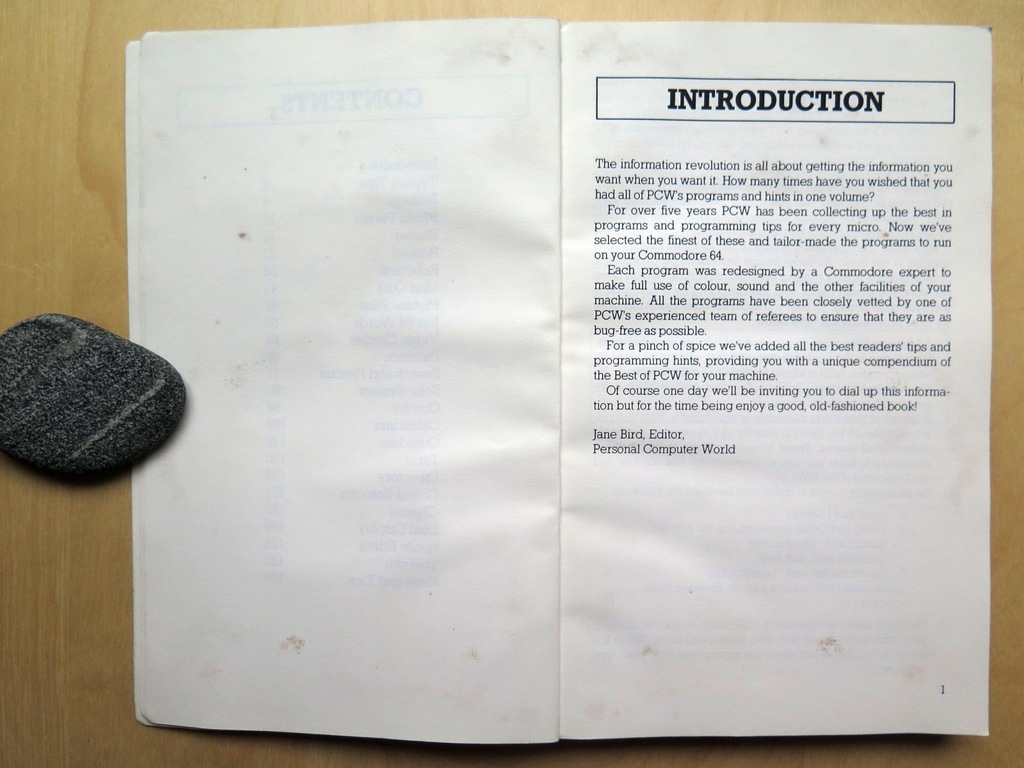 INTRODUCTION
The information revolution is all about getting the information you
want when you want it. How many times have you wished that you
had all of PCW's programs and hints in one volume?
For over five years PCW has been collecting up the best in
programs and programming tips for every micro. Now we've
selected the finest of these and tailor-made the programs to run
on your Commodore 64.
Each program was redesigned by a Commodore expert to
make full use of colour, sound and the other facilities of your
machine. All the programs have been closely vetted by one of
PCW's experienced team of referees to ensure that they are as
bug-free as possible.
For a pinch of spice we've added all the best readers' tips and
programming hints, providing you with a unique compendium of
the Best of PCW for your machine.
Of course one day we'll be inviting you to dial up this informa-
tion but for the time being enjoy a good, old-fashioned book!
Jane Bird, Editor,
Personal Computer World
1